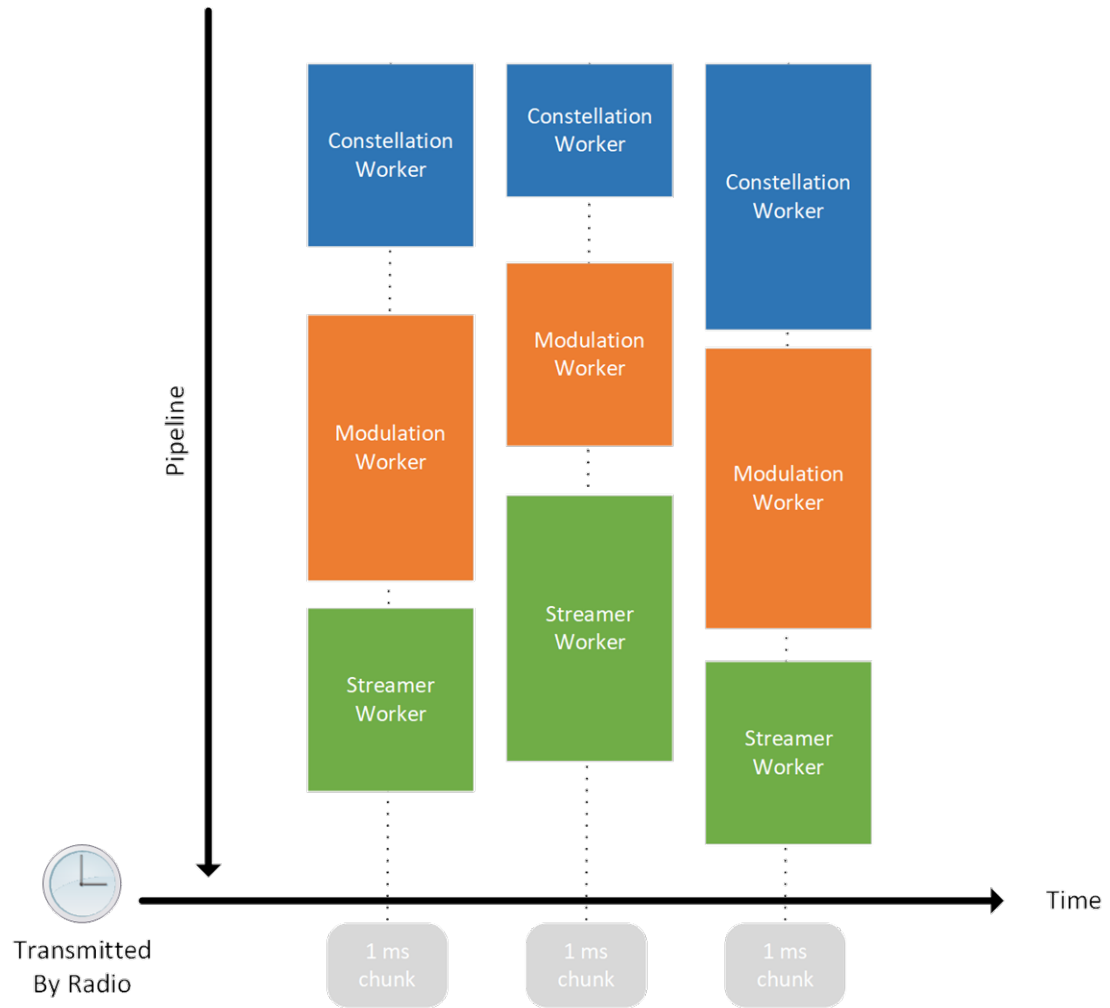 Constellation
Worker
Constellation
Worker
Constellation
Worker
Modulation
Worker
Modulation
Worker
Modulation
Worker
Streamer
Worker
Streamer
Worker
Streamer
Worker
Pipeline
Time
Transmitted
By Radio
1 ms
chunk
1 ms
chunk
1 ms
chunk